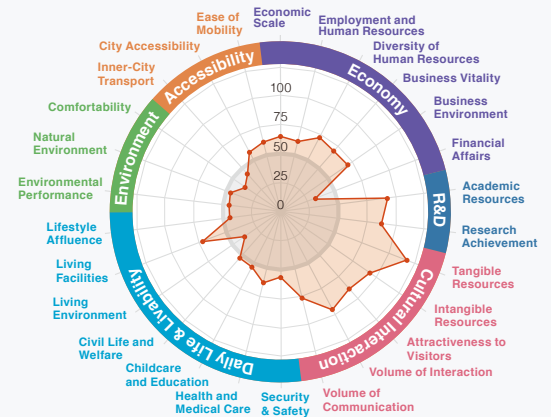 Economic
Scale
Employment and
Human Resources
Diversity of
Human Resources
Business Vitality
Business
Environment
Financial
Affairs
Academic
Resources
Research
Achievement
Tangible
Resources
Intangible
Resources
Attractiveness to
Visitors
Volume of Interaction
Volume of
Communication
Security
& Safety
Health and
Medical Care
Childcare
and Education
Civil Life and
Welfare
Living
Environment
Living
Facilities
Lifestyle
Affluence
Environmental
Performance
Natural
Environment
Comfortability
Inner-City
Transport
City Accessibility
Ease of
Mobility
Economy
R&D
Cultural Interaction
Daily Life & Livability
Environment
Accessibility
100
75
50
25
0